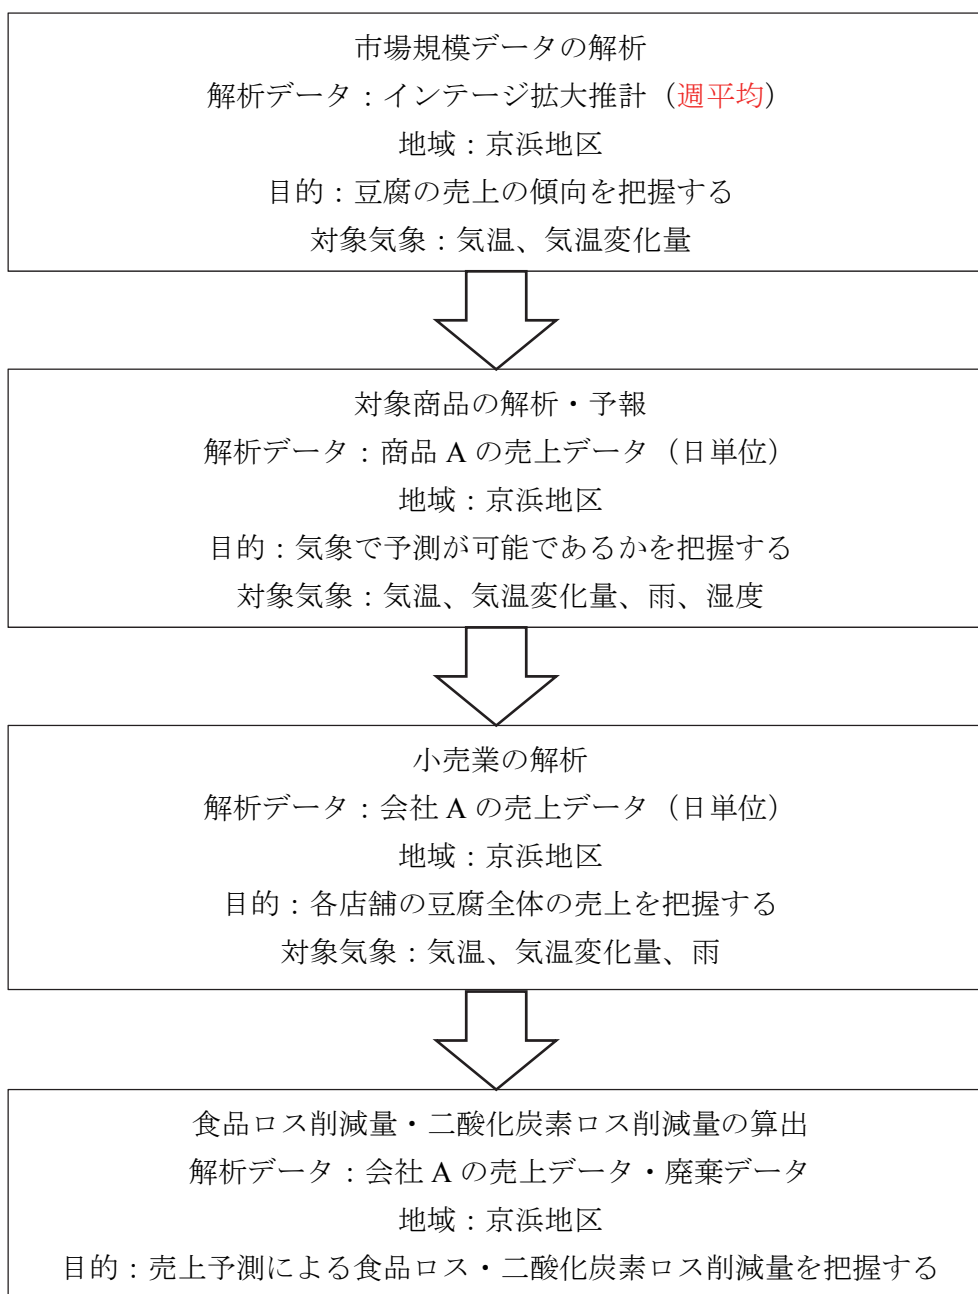 市場規模データの解析
解析データ：インテージ拡大推計（週平均）
地域：京浜地区
目的：豆腐の売上の傾向を把握する
対象気象：気温、気温変化量
対象商品の解析・予報
解析データ：商品 A の売上データ（日単位）
地域：京浜地区
目的：気象で予測が可能であるかを把握する
対象気象：気温、気温変化量、雨、湿度
小売業の解析
解析データ：会社 A の売上データ（日単位）
地域：京浜地区
目的：各店舗の豆腐全体の売上を把握する
対象気象：気温、気温変化量、雨
食品ロス削減量・二酸化炭素ロス削減量の算出
解析データ：会社 A の売上データ・廃棄データ
地域：京浜地区
目的：売上予測による食品ロス・二酸化炭素ロス削減量を把握する